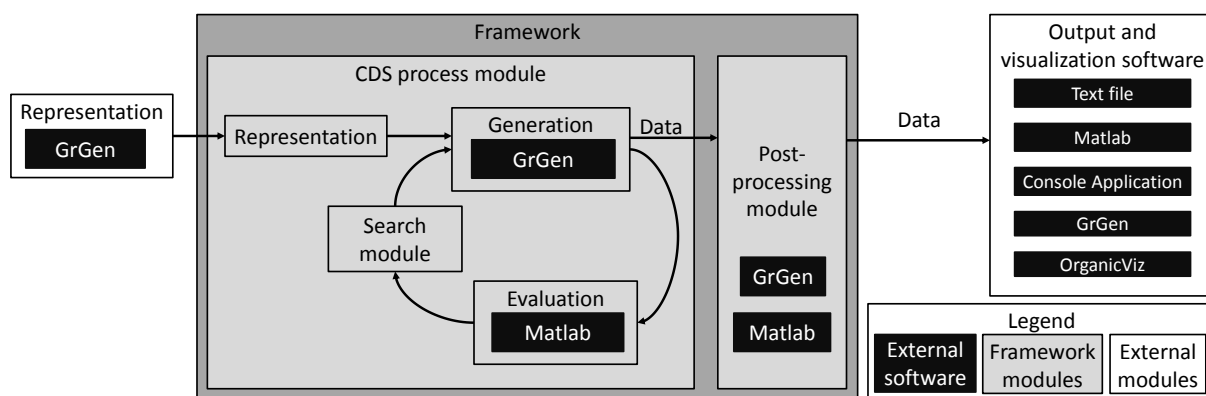 Framework
CDS process module
Representation
GrGen
Representation
Generation
GrGen
Data
Search
module
Evaluation
Matlab
Post-
processing
module
GrGen
Matlab
Data
Output and
visualization software
Text file
Matlab
Console Application
GrGen
OrganicViz
Legend
External
software
Framework
modules
External
modules